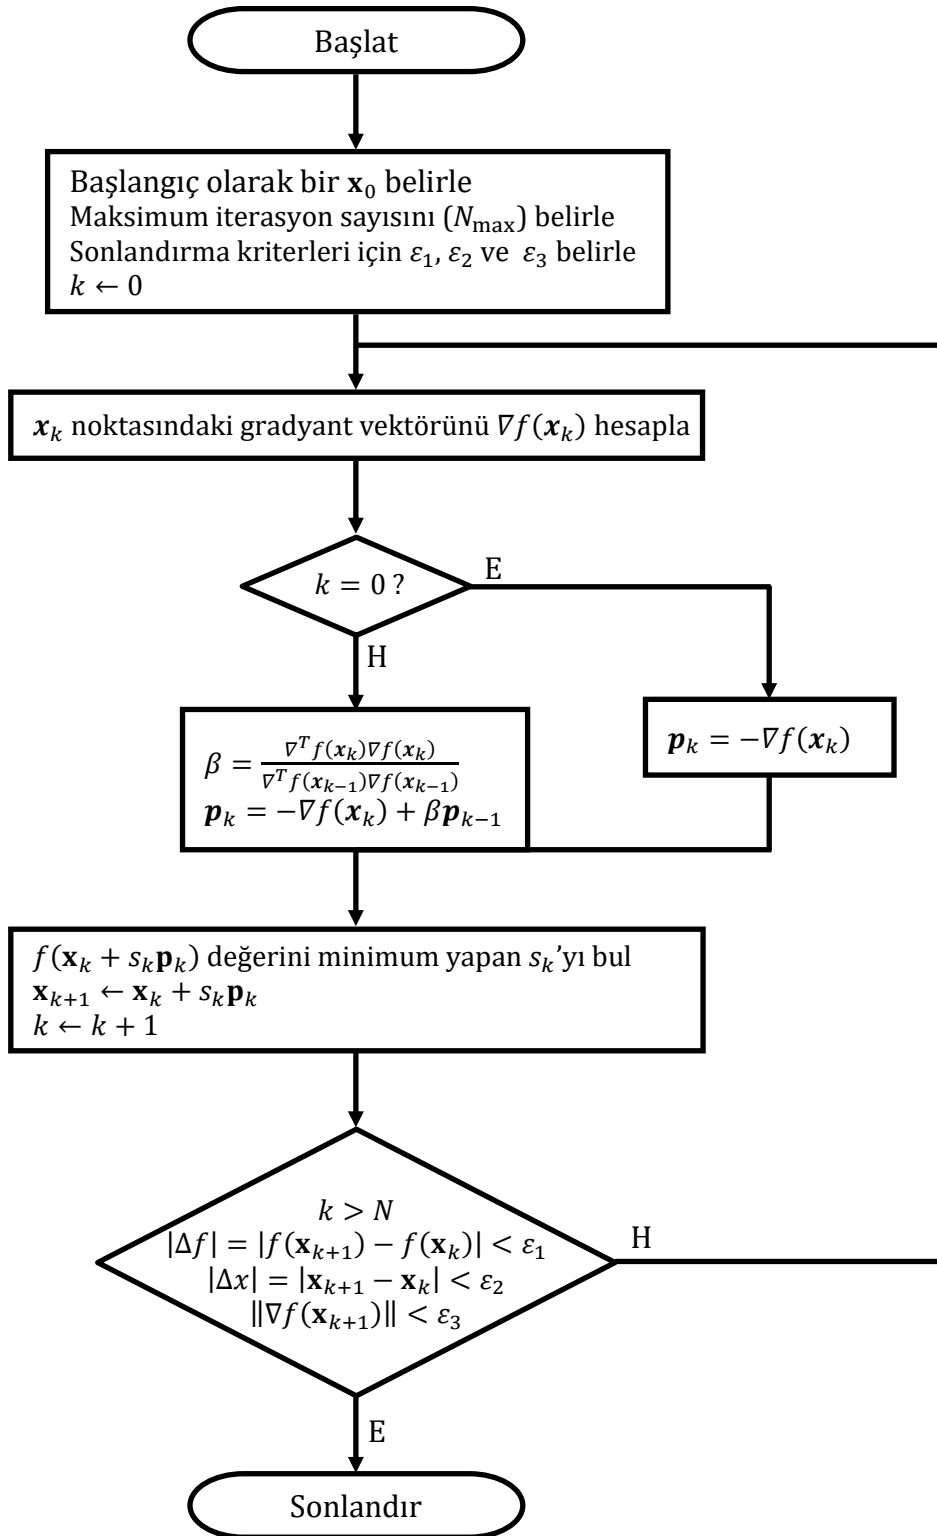 Başlat
Başlangıç olarak bir x₀ belirle
Maksimum iterasyon sayısını (N_max) belirle
Sonlandırma kriterleri için ε₁, ε₂ ve ε₃ belirle
k ← 0
x_k noktasındaki gradyant vektörünü ∇f(x_k) hesapla
k = 0 ?
E
H
β = ∇ᵀf(x_k)∇f(x_k) / ∇ᵀf(x_{k−1})∇f(x_{k−1})
p_k = −∇f(x_k) + βp_{k−1}
p_k = −∇f(x_k)
f(x_k + s_k p_k) değerini minimum yapan s_k’yı bul
x_{k+1} ← x_k + s_k p_k
k ← k + 1
k > N
|Δf| = |f(x_{k+1}) − f(x_k)| < ε₁
|Δx| = |x_{k+1} − x_k| < ε₂
‖∇f(x_{k+1})‖ < ε₃
H
E
Sonlandır